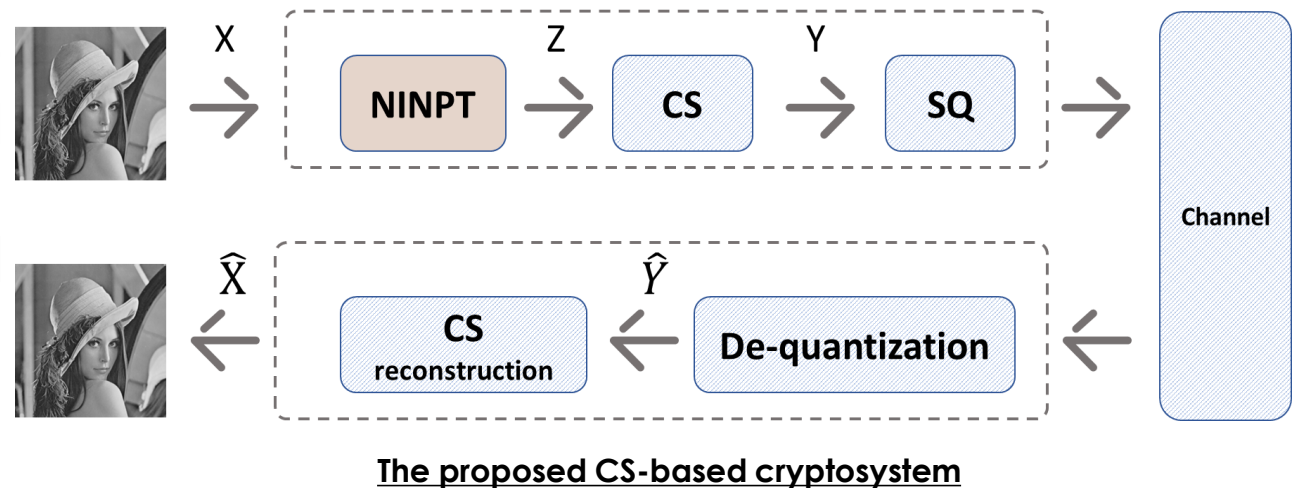 X
Z
Y
NINPT
CS
SQ
Channel
X̂
Ŷ
CS
reconstruction
De-quantization
The proposed CS-based cryptosystem